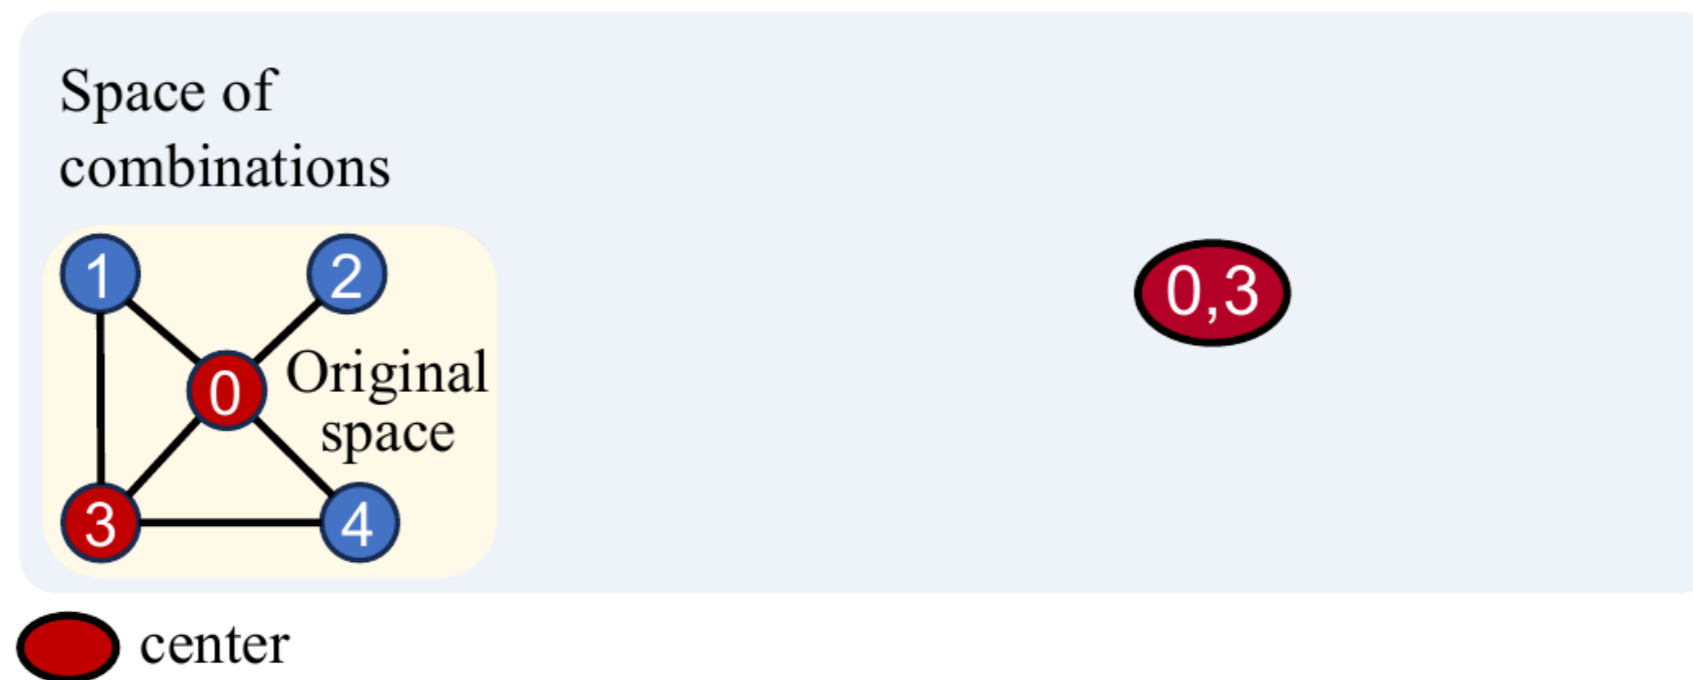 Space of
combinations
1
2
0
Original
space
3
4
0,3
center